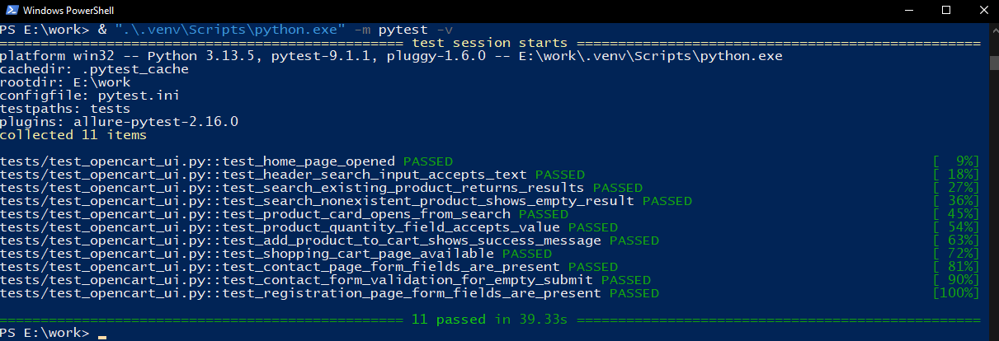 Windows PowerShell
PS E:\work> & ".\.venv\Scripts\python.exe" -m pytest -v
================================================= test session starts =================================================
platform win32 -- Python 3.13.5, pytest-9.1.1, pluggy-1.6.0 -- E:\work\.venv\Scripts\python.exe
cachedir: .pytest_cache
rootdir: E:\work
configfile: pytest.ini
testpaths: tests
plugins: allure-pytest-2.16.0
collected 11 items
tests/test_opencart_ui.py::test_home_page_opened PASSED [  9%]
tests/test_opencart_ui.py::test_header_search_input_accepts_text PASSED [ 18%]
tests/test_opencart_ui.py::test_search_existing_product_returns_results PASSED [ 27%]
tests/test_opencart_ui.py::test_search_nonexistent_product_shows_empty_result PASSED [ 36%]
tests/test_opencart_ui.py::test_product_card_opens_from_search PASSED [ 45%]
tests/test_opencart_ui.py::test_product_quantity_field_accepts_value PASSED [ 54%]
tests/test_opencart_ui.py::test_add_product_to_cart_shows_success_message PASSED [ 63%]
tests/test_opencart_ui.py::test_shopping_cart_page_available PASSED [ 72%]
tests/test_opencart_ui.py::test_contact_page_form_fields_are_present PASSED [ 81%]
tests/test_opencart_ui.py::test_contact_form_validation_for_empty_submit PASSED [ 90%]
tests/test_opencart_ui.py::test_registration_page_form_fields_are_present PASSED [100%]
================================================= 11 passed in 39.33s =================================================
PS E:\work>